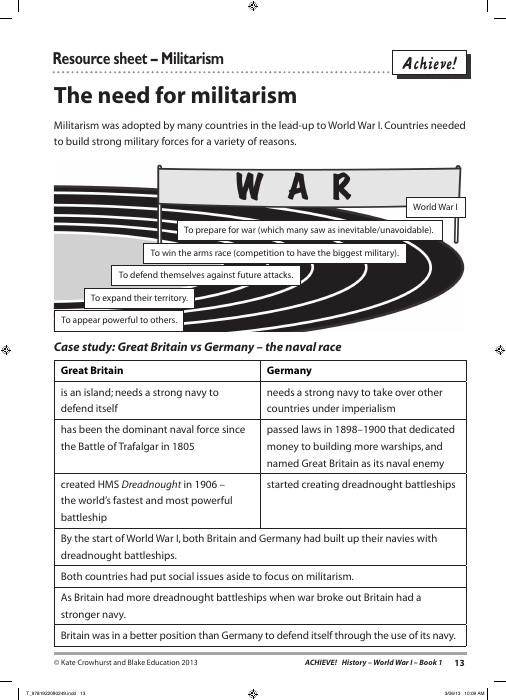 Resource sheet – Militarism
Achieve!
The need for militarism
Militarism was adopted by many countries in the lead-up to World War I. Countries needed
to build strong military forces for a variety of reasons.
WAR
World War I
To prepare for war (which many saw as inevitable/unavoidable).
To win the arms race (competition to have the biggest military).
To defend themselves against future attacks.
To expand their territory.
To appear powerful to others.
Case study: Great Britain vs Germany – the naval race
Great Britain
Germany
is an island; needs a strong navy to
defend itself
needs a strong navy to take over other
countries under imperialism
has been the dominant naval force since
the Battle of Trafalgar in 1805
passed laws in 1898–1900 that dedicated
money to building more warships, and
named Great Britain as its naval enemy
created HMS Dreadnought in 1906 –
the world's fastest and most powerful
battleship
started creating dreadnought battleships
By the start of World War I, both Britain and Germany had built up their navies with
dreadnought battleships.
Both countries had put social issues aside to focus on militarism.
As Britain had more dreadnought battleships when war broke out Britain had a
stronger navy.
Britain was in a better position than Germany to defend itself through the use of its navy.
© Kate Crowhurst and Blake Education 2013
ACHIEVE! History – World War I – Book 1 13
T_9781922090249.indd 13
3/06/13 10:09 AM